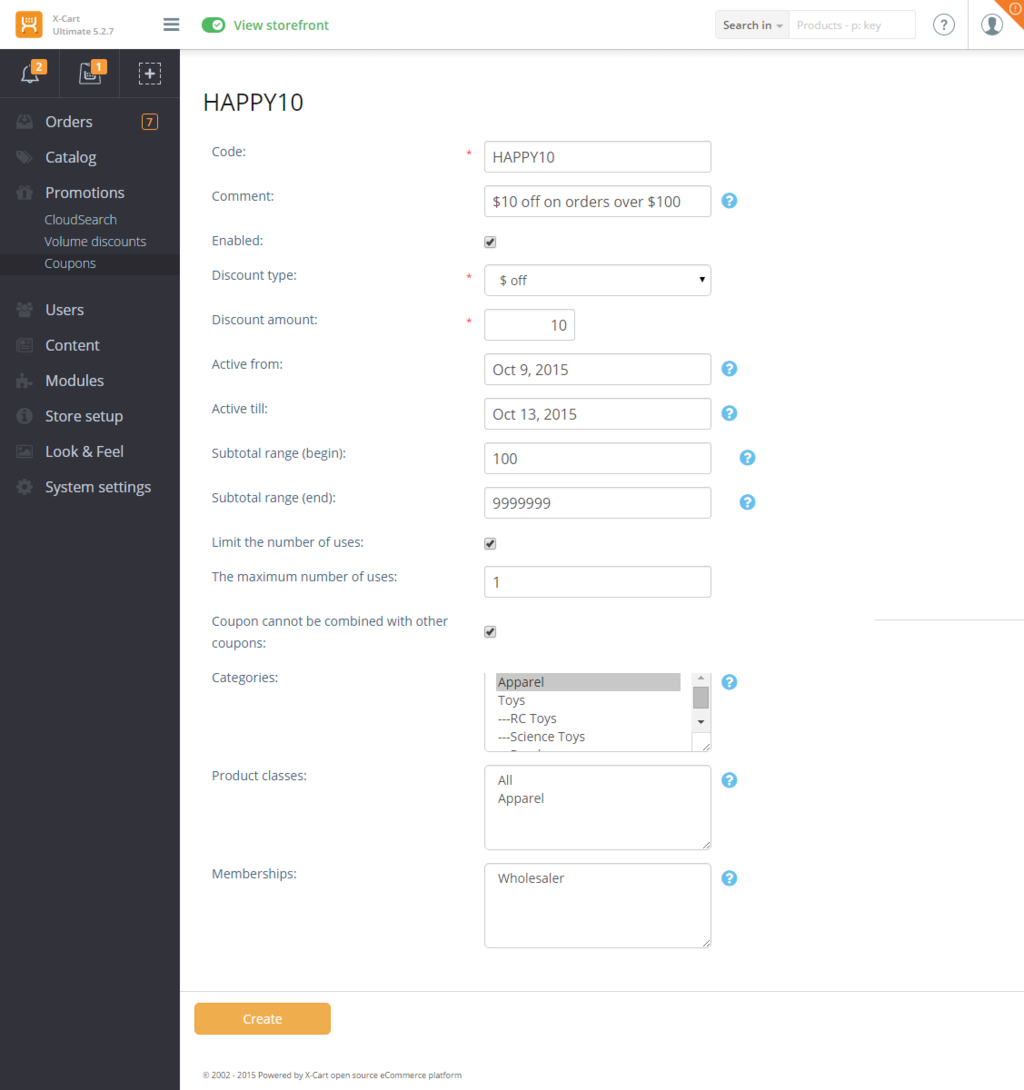 X-Cart
Ultimate 5.2.7
View storefront
Search in
Products - p: key
?
2
1
Orders 7
Catalog
Promotions
CloudSearch
Volume discounts
Coupons
Users
Content
Modules
Store setup
Look & Feel
System settings
HAPPY10
Code: * HAPPY10
Comment: $10 off on orders over $100 ?
Enabled:
Discount type: * $ off
Discount amount: * 10
Active from: Oct 9, 2015 ?
Active till: Oct 13, 2015 ?
Subtotal range (begin): 100 ?
Subtotal range (end): 9999999 ?
Limit the number of uses:
The maximum number of uses: 1
Coupon cannot be combined with other
coupons:
Categories: Apparel ?
Toys
---RC Toys
---Science Toys
Product classes: All ?
Apparel
Memberships: Wholesaler ?
Create
© 2002 - 2015 Powered by X-Cart open source eCommerce platform